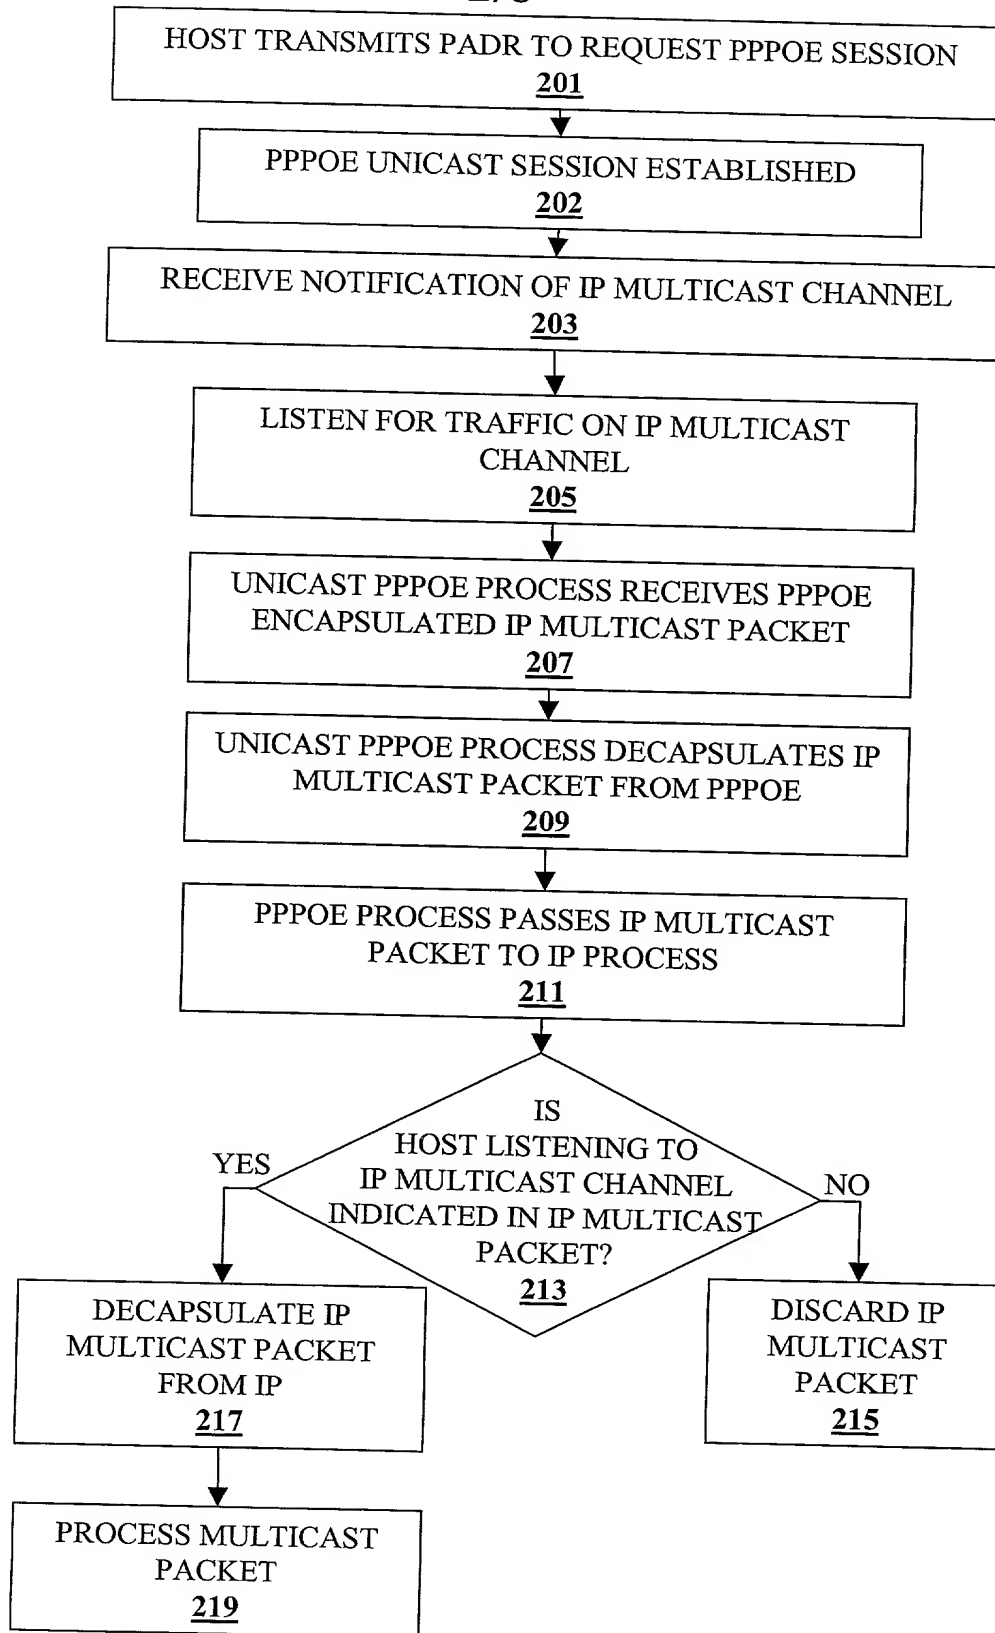 HOST TRANSMITS PADR TO REQUEST PPPOE SESSION
201
PPPOE UNICAST SESSION ESTABLISHED
202
RECEIVE NOTIFICATION OF IP MULTICAST CHANNEL
203
LISTEN FOR TRAFFIC ON IP MULTICAST
CHANNEL
205
UNICAST PPPOE PROCESS RECEIVES PPPOE
ENCAPSULATED IP MULTICAST PACKET
207
UNICAST PPPOE PROCESS DECAPSULATES IP
MULTICAST PACKET FROM PPPOE
209
PPPOE PROCESS PASSES IP MULTICAST
PACKET TO IP PROCESS
211
IS
HOST LISTENING TO
IP MULTICAST CHANNEL
INDICATED IN IP MULTICAST
PACKET?
213
YES
NO
DECAPSULATE IP
MULTICAST PACKET
FROM IP
217
DISCARD IP
MULTICAST
PACKET
215
PROCESS MULTICAST
PACKET
219